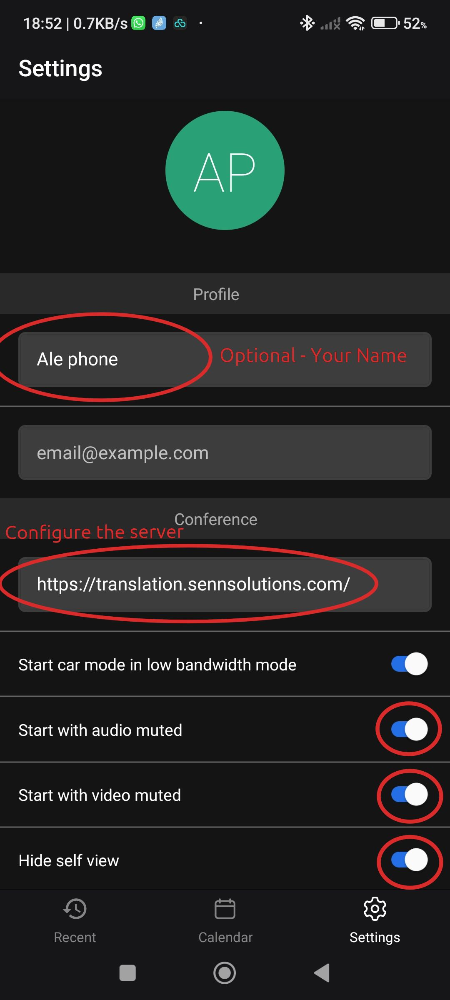 18:52 | 0.7KB/s
52%
Settings
AP
Profile
Ale phone
Optional - Your Name
email@example.com
Conference
Configure the server
https://translation.sennsolutions.com/
Start car mode in low bandwidth mode
Start with audio muted
Start with video muted
Hide self view
Recent
Calendar
Settings